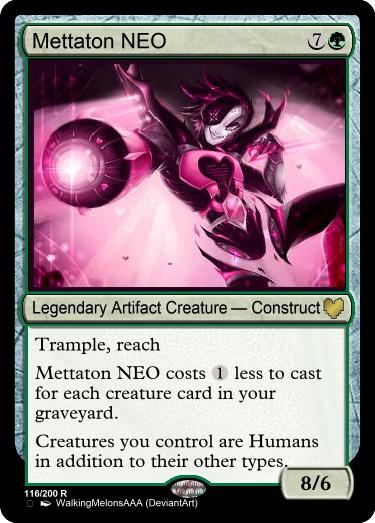 Mettaton NEO 7
Legendary Artifact Creature — Construct
Trample, reach
Mettaton NEO costs 1 less to cast
for each creature card in your
graveyard.
Creatures you control are Humans
in addition to their other types.
8/6
116/200 R
WalkingMelonsAAA (DeviantArt)